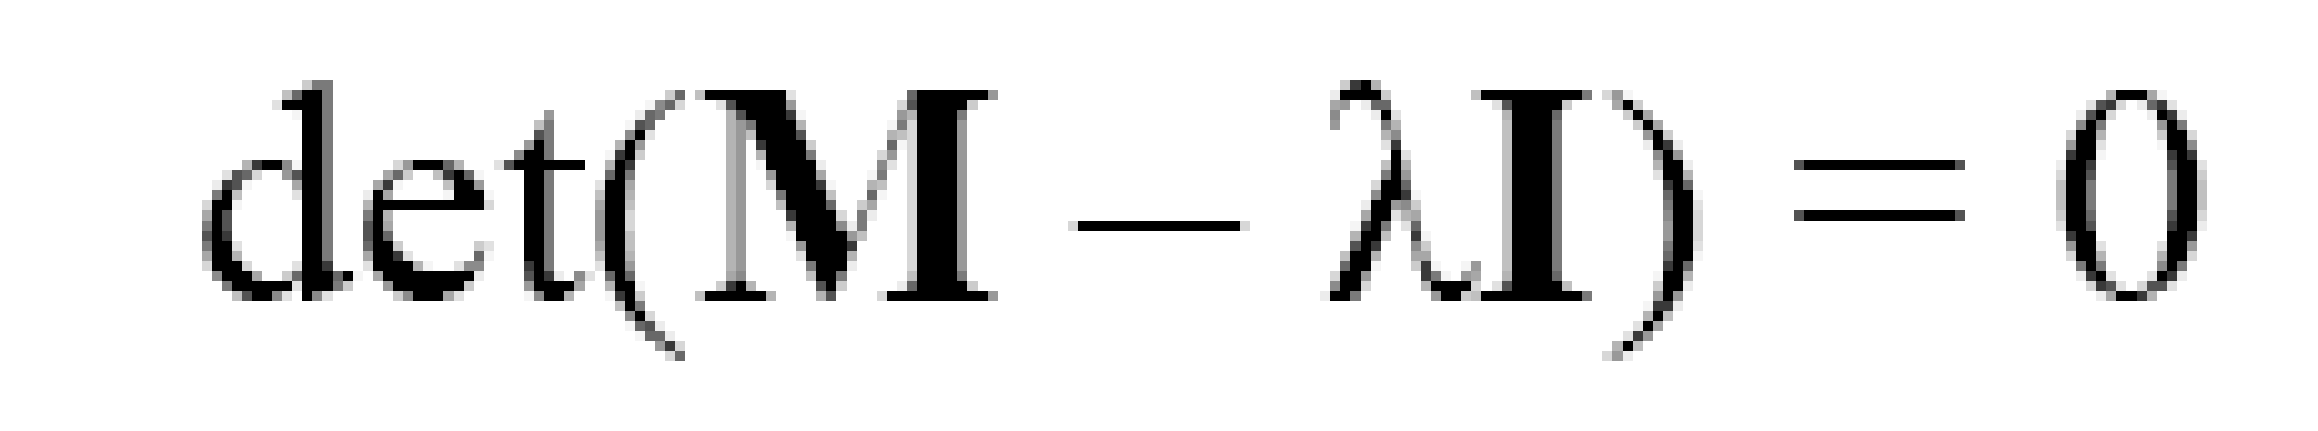 det(M − λI) = 0